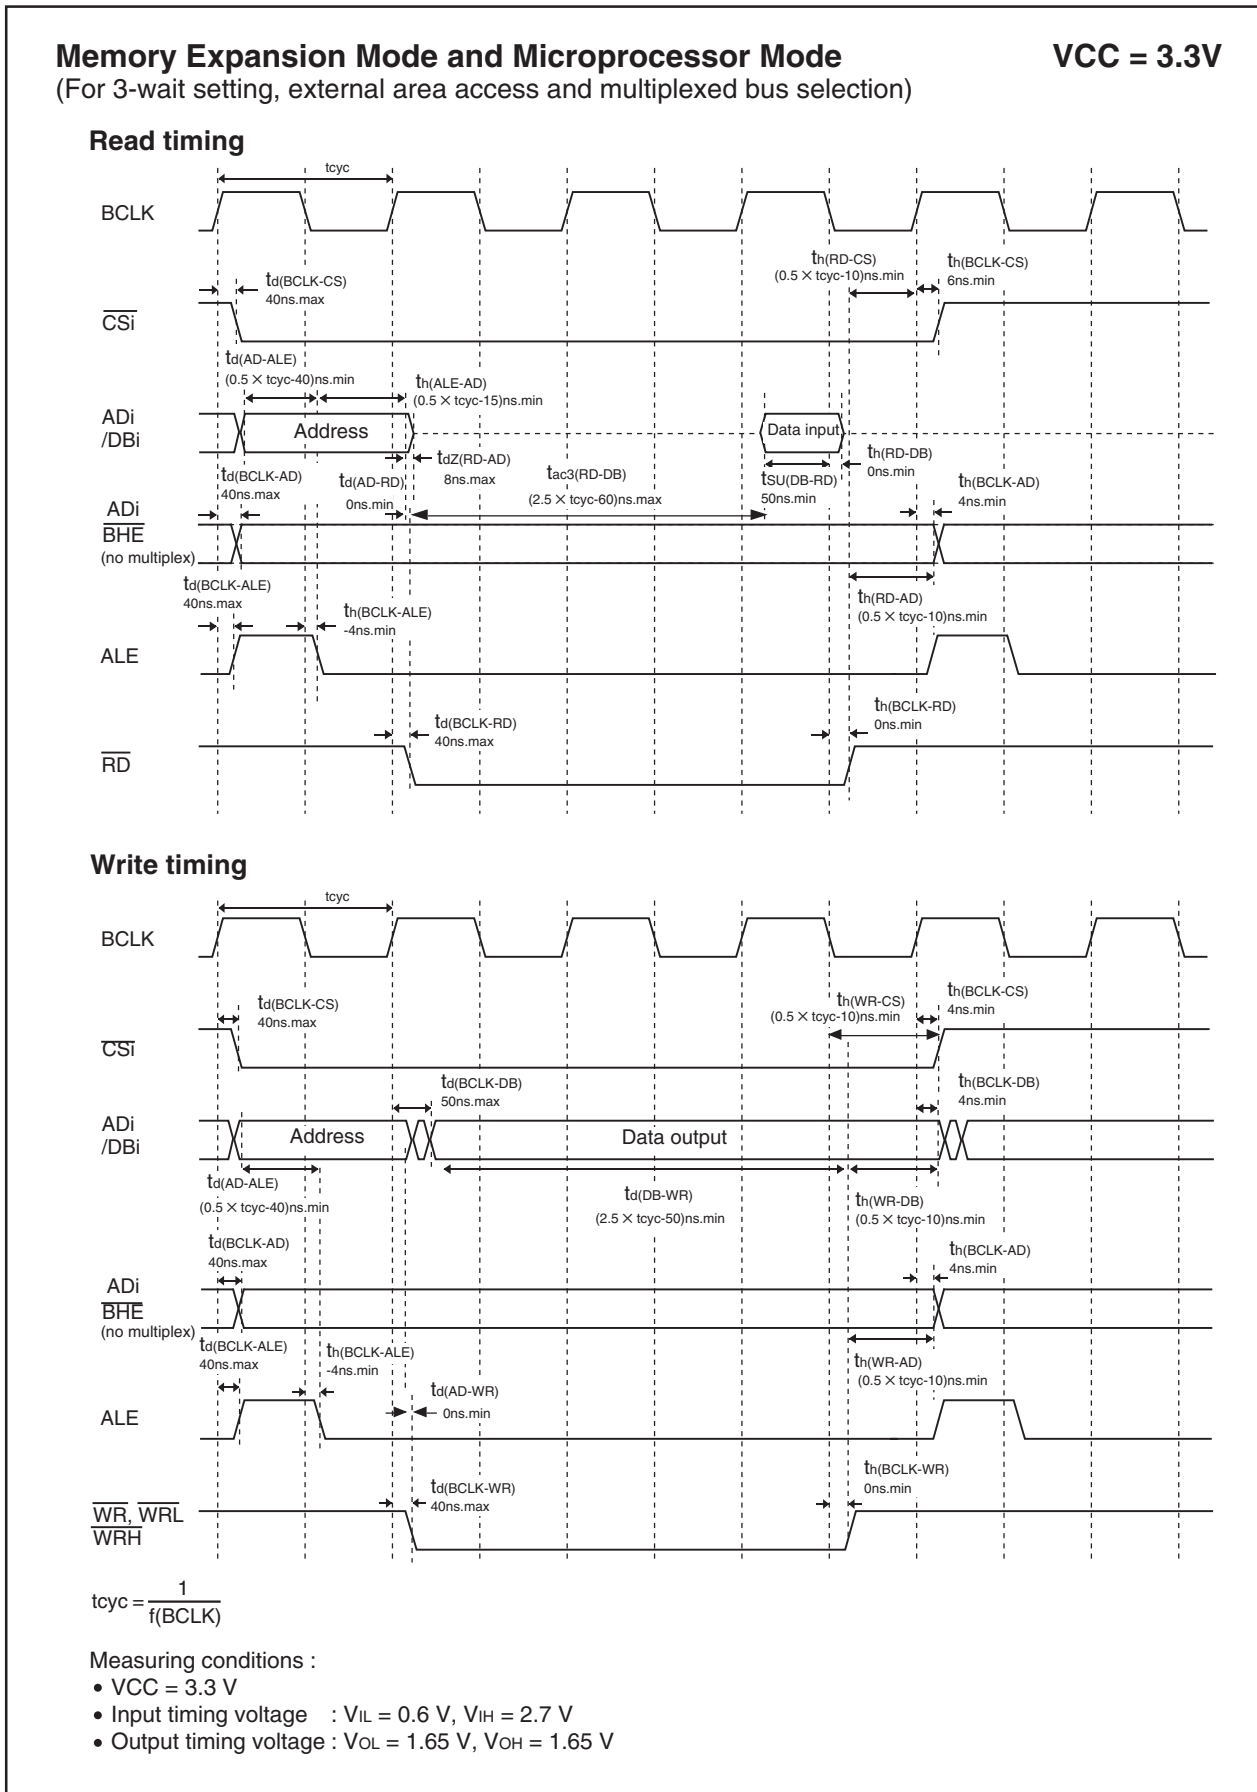 Memory Expansion Mode and Microprocessor Mode VCC = 3.3V
(For 3-wait setting, external area access and multiplexed bus selection)
Read timing
tcyc
BCLK
td(BCLK-CS)
40ns.max
th(RD-CS)
(0.5 × tcyc-10)ns.min
th(BCLK-CS)
6ns.min
CSi
td(AD-ALE)
(0.5 × tcyc-40)ns.min
th(ALE-AD)
(0.5 × tcyc-15)ns.min
ADi
/DBi
Address
Data input
td(BCLK-AD)
40ns.max
td(AD-RD)
0ns.min
tdZ(RD-AD)
8ns.max
tac3(RD-DB)
(2.5 × tcyc-60)ns.max
tSU(DB-RD)
50ns.min
th(RD-DB)
0ns.min
th(BCLK-AD)
4ns.min
ADi
BHE
(no multiplex)
td(BCLK-ALE)
40ns.max
th(BCLK-ALE)
-4ns.min
th(RD-AD)
(0.5 × tcyc-10)ns.min
ALE
td(BCLK-RD)
40ns.max
th(BCLK-RD)
0ns.min
RD
Write timing
tcyc
BCLK
td(BCLK-CS)
40ns.max
th(WR-CS)
(0.5 × tcyc-10)ns.min
th(BCLK-CS)
4ns.min
CSi
td(BCLK-DB)
50ns.max
th(BCLK-DB)
4ns.min
ADi
/DBi
Address
Data output
td(AD-ALE)
(0.5 × tcyc-40)ns.min
td(DB-WR)
(2.5 × tcyc-50)ns.min
th(WR-DB)
(0.5 × tcyc-10)ns.min
td(BCLK-AD)
40ns.max
th(BCLK-AD)
4ns.min
ADi
BHE
(no multiplex)
td(BCLK-ALE)
40ns.max
th(BCLK-ALE)
-4ns.min
th(WR-AD)
(0.5 × tcyc-10)ns.min
td(AD-WR)
0ns.min
ALE
td(BCLK-WR)
40ns.max
th(BCLK-WR)
0ns.min
WR, WRL
WRH
tcyc = 1
f(BCLK)
Measuring conditions :
• VCC = 3.3 V
• Input timing voltage : VIL = 0.6 V, VIH = 2.7 V
• Output timing voltage : VOL = 1.65 V, VOH = 1.65 V